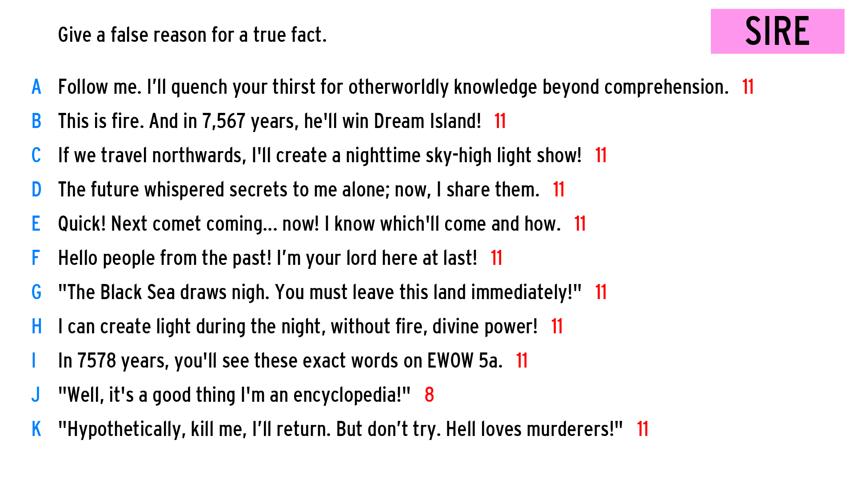 Give a false reason for a true fact.
SIRE
A Follow me. I’ll quench your thirst for otherworldly knowledge beyond comprehension. 11
B This is fire. And in 7,567 years, he'll win Dream Island! 11
C If we travel northwards, I'll create a nighttime sky-high light show! 11
D The future whispered secrets to me alone; now, I share them. 11
E Quick! Next comet coming... now! I know which'll come and how. 11
F Hello people from the past! I’m your lord here at last! 11
G "The Black Sea draws nigh. You must leave this land immediately!" 11
H I can create light during the night, without fire, divine power! 11
I In 7578 years, you'll see these exact words on EWOW 5a. 11
J "Well, it's a good thing I'm an encyclopedia!" 8
K "Hypothetically, kill me, I’ll return. But don’t try. Hell loves murderers!" 11